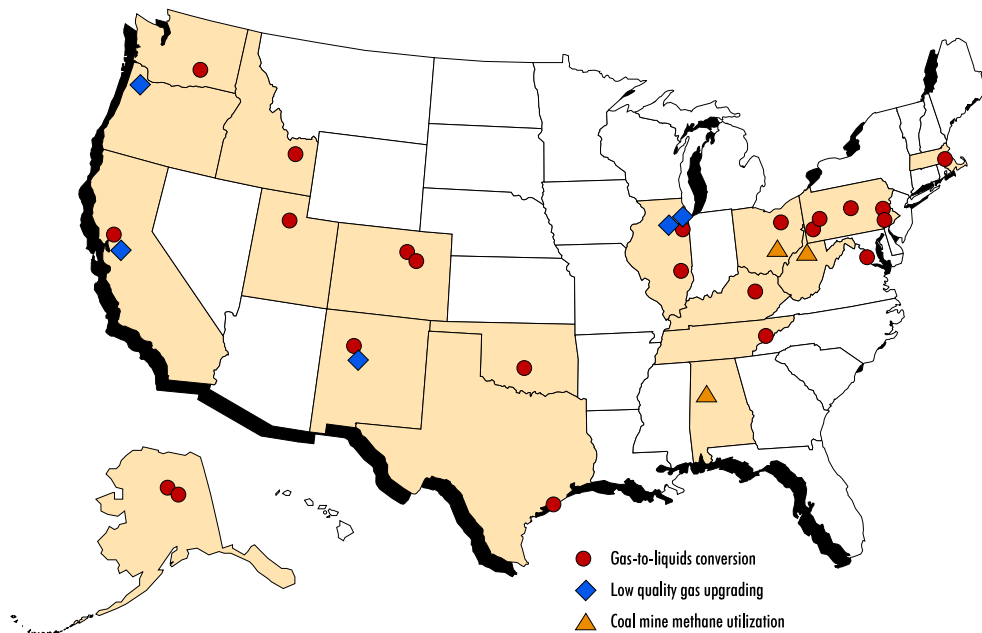 Gas-to-liquids conversion
Low quality gas upgrading
Coal mine methane utilization